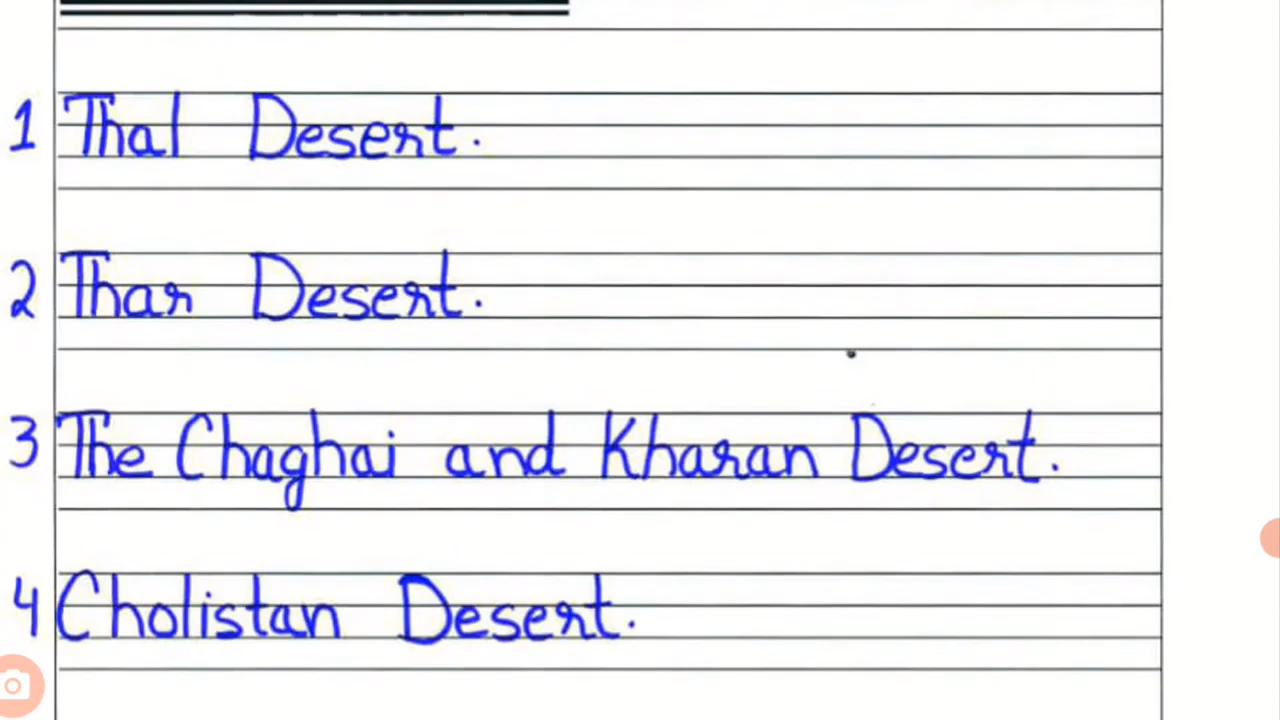 1 Thal Desert.
2 Thar Desert.
3 The Chaghai and Kharan Desert.
4 Cholistan Desert.